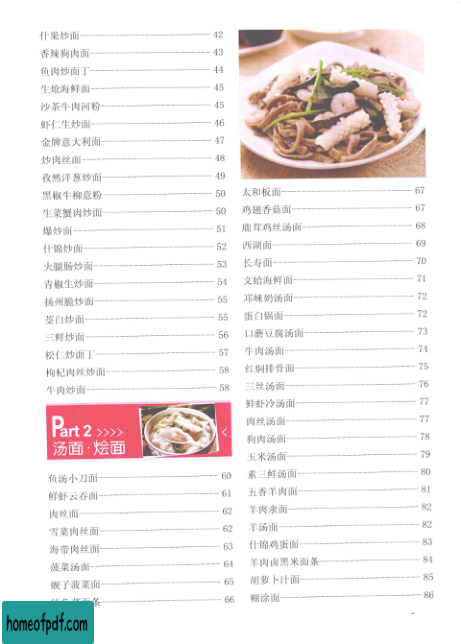 什果炒面 42
香辣狗肉面 43
鱼肉炒面丁 44
生烩海鲜面 45
沙茶牛肉河粉 45
虾仁生炒面 46
金牌意大利面 47
炒肉丝面 48
孜然洋葱炒面 49
黑椒牛柳意粉 50
生菜蟹肉炒面 50
爆炒面 51
什锦炒面 52
火腿肠炒面 53
青椒生炒面 54
扬州脆炒面 55
茭白炒面 55
三鲜炒面 56
松仁炒面丁 57
枸杞肉丝炒面 58
牛肉炒面 58
Part 2 >>>>
汤面·烩面
<
鱼汤小刀面 60
鲜虾云吞面 61
肉丝面 62
雪菜肉丝面 62
海带肉丝面 63
菠菜汤面 64
蚬子菠菜面 65
面条 66
太和板面 67
鸡翅香菇面 67
鹿茸鸡丝汤面 68
西湖面 69
长寿面 70
文蛤海鲜面 71
邛味奶汤面 72
蛋白锅面 72
口蘑豆腐汤面 73
牛肉汤面 74
红焖排骨面 75
三丝汤面 76
鲜虾冷汤面 77
肉丝汤面 77
狗肉汤面 78
玉米汤面 79
素三鲜汤面 80
五香羊肉面 81
羊肉汆面 82
羊汤面 82
什锦鸡蛋面 83
羊肉卤黑米面条 84
胡萝卜汁面 85
糊涂面 86
homeofpdf.com